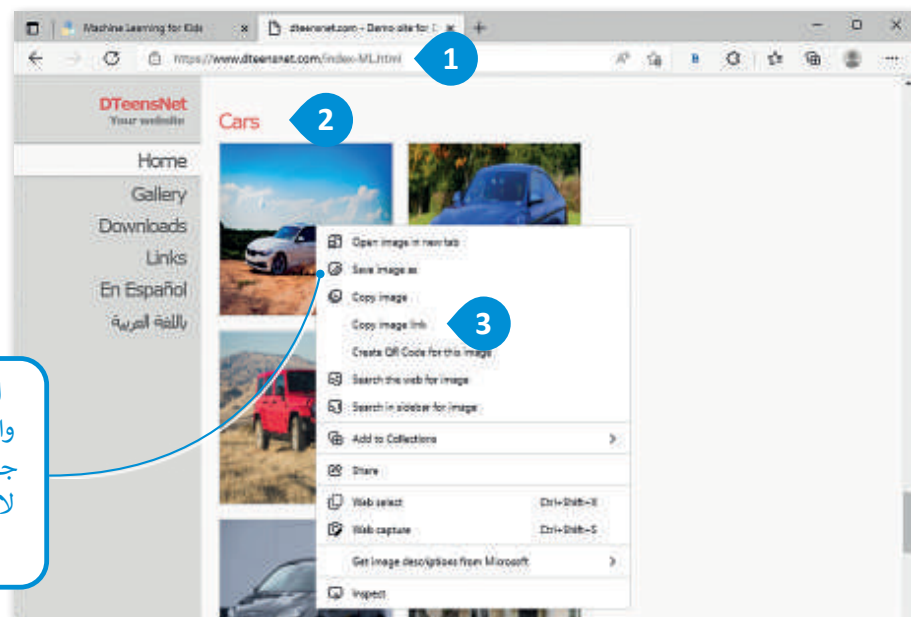 Machine Learning for Kids
dteensnet.com - Demo site for
https://www.dteensnet.com/index-ML.html
1
DTeensNet
Your website
Cars
2
Home
Gallery
Downloads
Links
En Español
باللغة العربية
Open image in new tab
Save image as
Copy image
Copy image link
3
Create QR Code for this image
Search the web for image
Search in sidebar for image
Add to Collections
Share
Web select Ctrl+Shift+X
Web capture Ctrl+Shift+S
Get image descriptions from Microsoft
Inspect